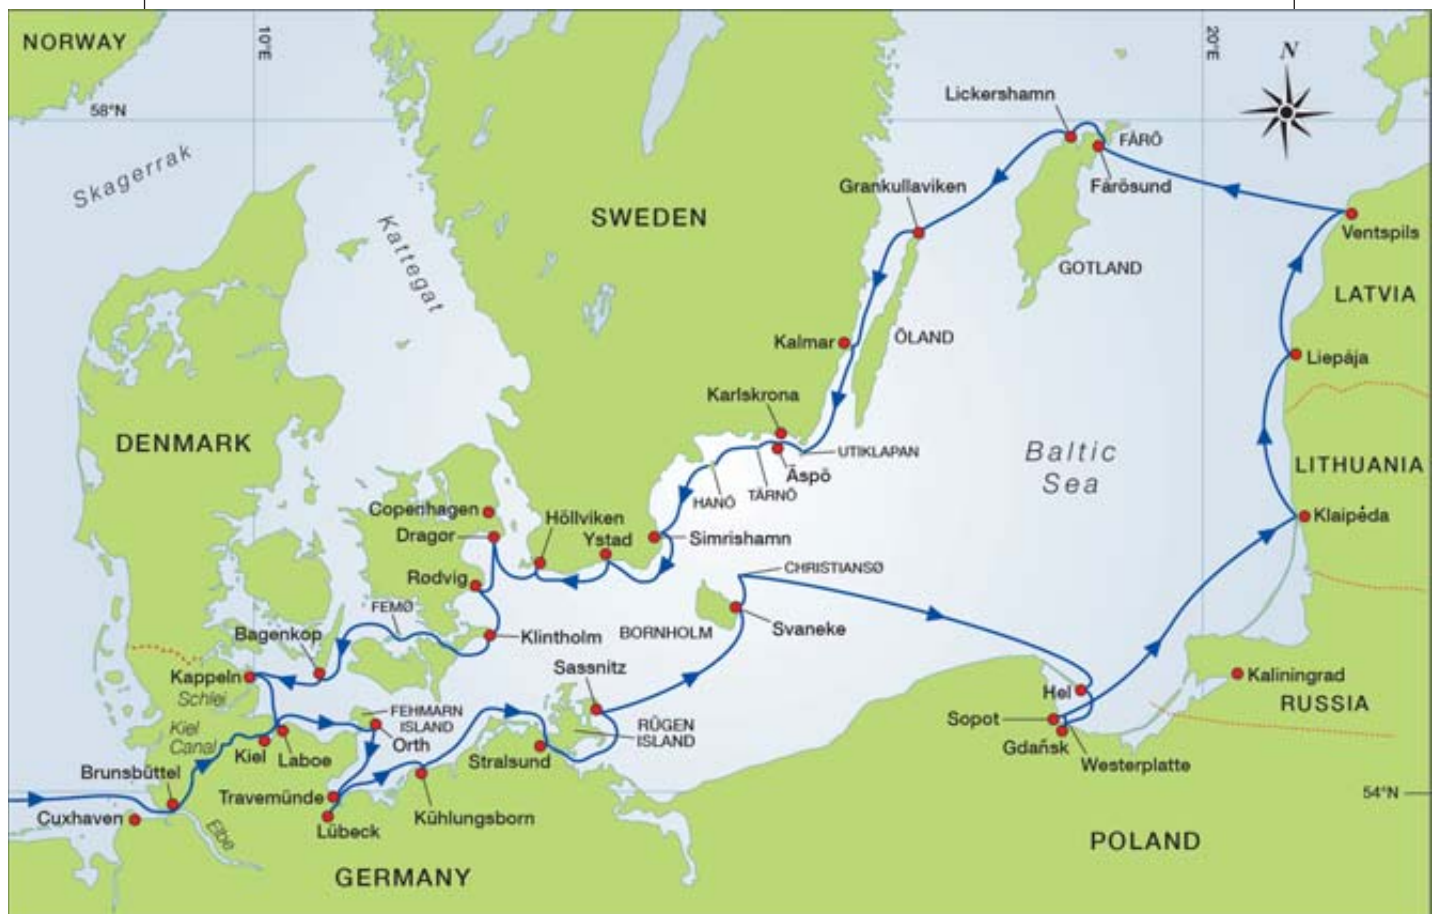 NORWAY
10°E
20°E
N
58°N
Lickershamn
FÅRÖ
Skagerrak
Fårösund
Grankullaviken
SWEDEN
Ventspils
Kattegat
GOTLAND
LATVIA
ÖLAND
Kalmar
Liepája
Karlskrona
DENMARK
Baltic
Sea
UTIKLAPAN
LITHUANIA
Äspö
TÄRNÖ
HANÖ
Copenhagen
Höllviken
Klaipéda
Dragor
Ystad
Simrishamn
CHRISTIANSØ
Rødvig
FEMØ
Bagenkop
Klintholm
BORNHOLM
Svaneke
Sassnitz
Kappeln
Kaliningrad
Schlei
Hel
RUSSIA
FEHMARN
ISLAND
Sopot
RÜGEN
ISLAND
Kiel
Canal
Orth
Gdańsk
Kiel
Laboe
Stralsund
Westerplatte
Brunsbüttel
Travemünde
54°N
Cuxhaven
Kühlungsborn
Elbe
Lübeck
POLAND
GERMANY